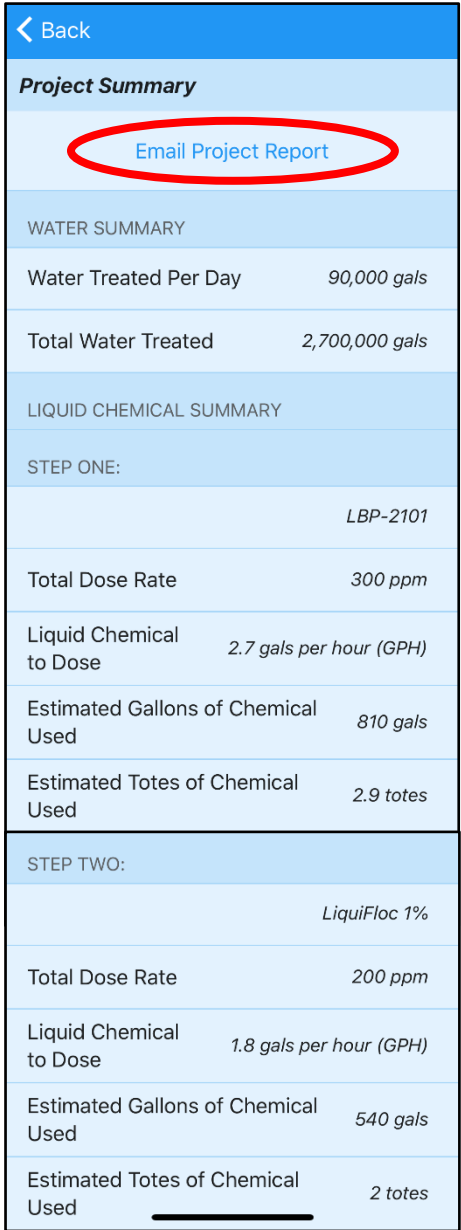 Back
Project Summary
Email Project Report
WATER SUMMARY
Water Treated Per Day 90,000 gals
Total Water Treated 2,700,000 gals
LIQUID CHEMICAL SUMMARY
STEP ONE:
LBP-2101
Total Dose Rate 300 ppm
Liquid Chemical
to Dose 2.7 gals per hour (GPH)
Estimated Gallons of Chemical
Used 810 gals
Estimated Totes of Chemical
Used 2.9 totes
STEP TWO:
LiquiFloc 1%
Total Dose Rate 200 ppm
Liquid Chemical
to Dose 1.8 gals per hour (GPH)
Estimated Gallons of Chemical
Used 540 gals
Estimated Totes of Chemical
Used 2 totes